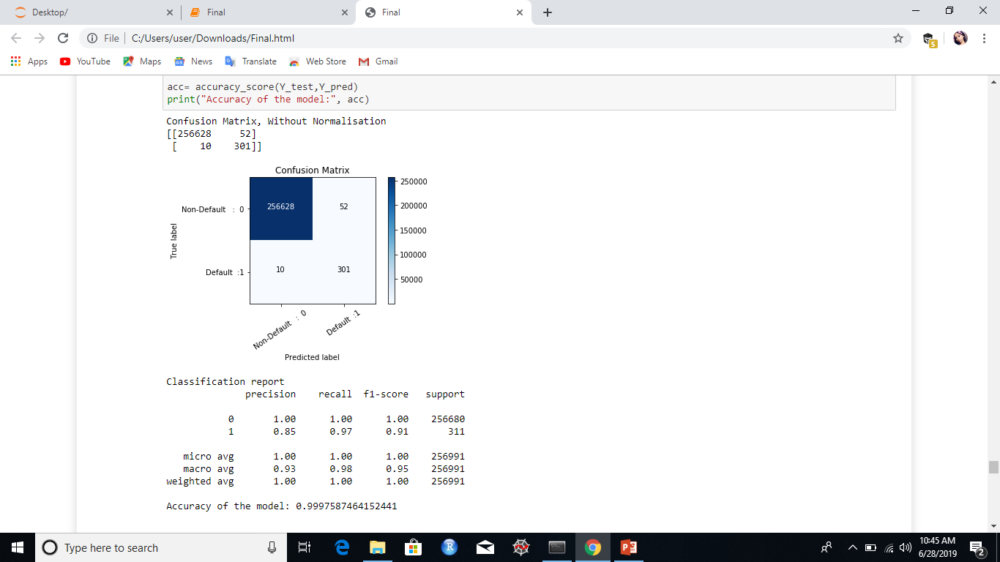 Desktop/
Final
Final
File
C:/Users/user/Downloads/Final.html
5
Apps
YouTube
Maps
News
Translate
Web Store
Gmail
acc= accuracy_score(Y_test,Y_pred)
print("Accuracy of the model:", acc)
Confusion Matrix, Without Normalisation
[[256628     52]
 [    10    301]]
Confusion Matrix
Non-Default : 0
Default :1
True label
256628
52
10
301
250000
200000
150000
100000
50000
Non-Default : 0
Default :1
Predicted label
Classification report
precision    recall  f1-score   support
0       1.00      1.00      1.00    256680
1       0.85      0.97      0.91       311
micro avg       1.00      1.00      1.00    256991
macro avg       0.93      0.98      0.95    256991
weighted avg       1.00      1.00      1.00    256991
Accuracy of the model: 0.9997587464152441
Type here to search
R
P
10:45 AM
6/28/2019
2